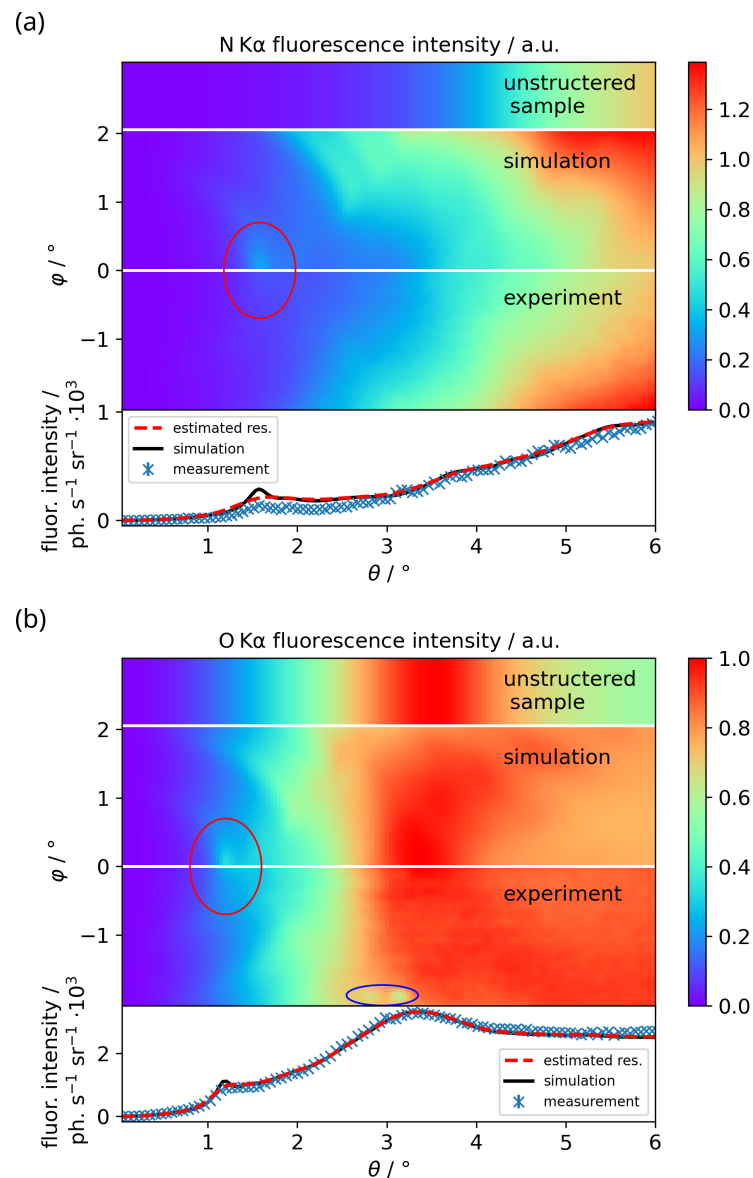 (a)
N Kα fluorescence intensity / a.u.
unstructured
sample
simulation
experiment
2
1
0
−1
φ / °
1.2
1.0
0.8
0.6
0.4
0.2
0.0
fluor. intensity /
ph. s⁻¹ sr⁻¹ ·10³
1
0
estimated res.
simulation
measurement
1 2 3 4 5 6
θ / °
(b)
O Kα fluorescence intensity / a.u.
unstructured
sample
simulation
experiment
2
1
0
−1
φ / °
1.0
0.8
0.6
0.4
0.2
0.0
fluor. intensity /
ph. s⁻¹ sr⁻¹ ·10³
2
0
estimated res.
simulation
measurement
1 2 3 4 5 6
θ / °